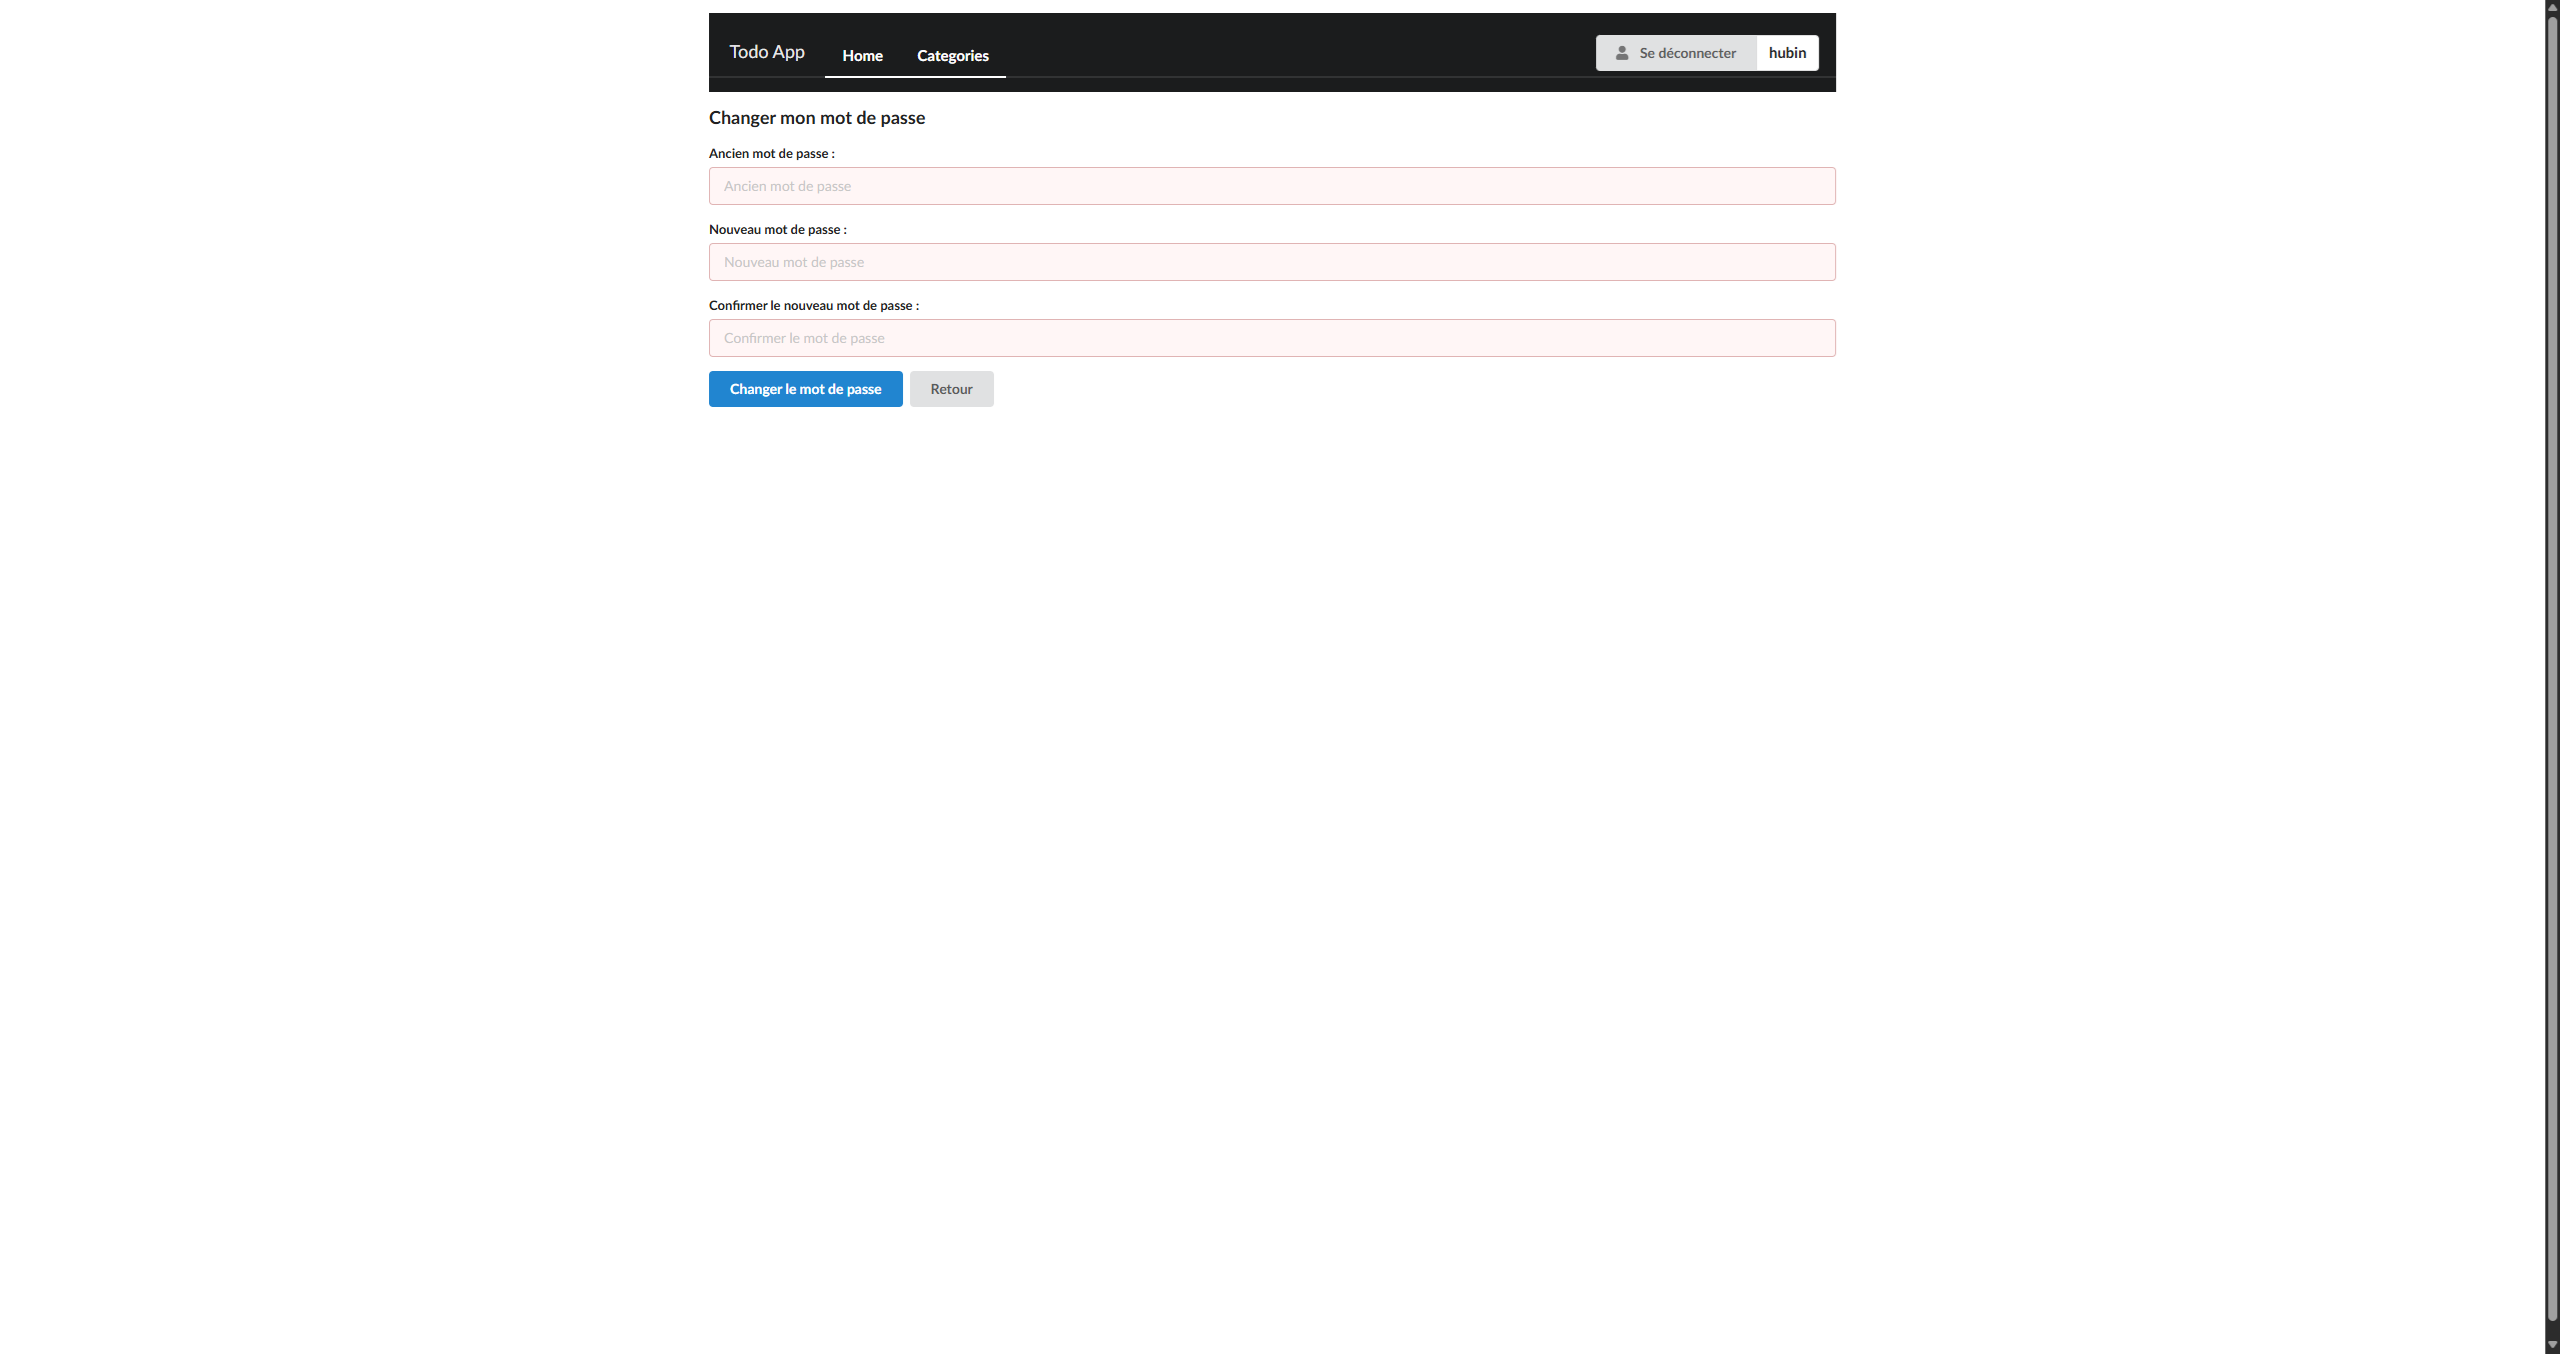 Todo App Home Categories Se déconnecter hubin
Changer mon mot de passe
Ancien mot de passe :
Ancien mot de passe
Nouveau mot de passe :
Nouveau mot de passe
Confirmer le nouveau mot de passe :
Confirmer le mot de passe
Changer le mot de passe Retour